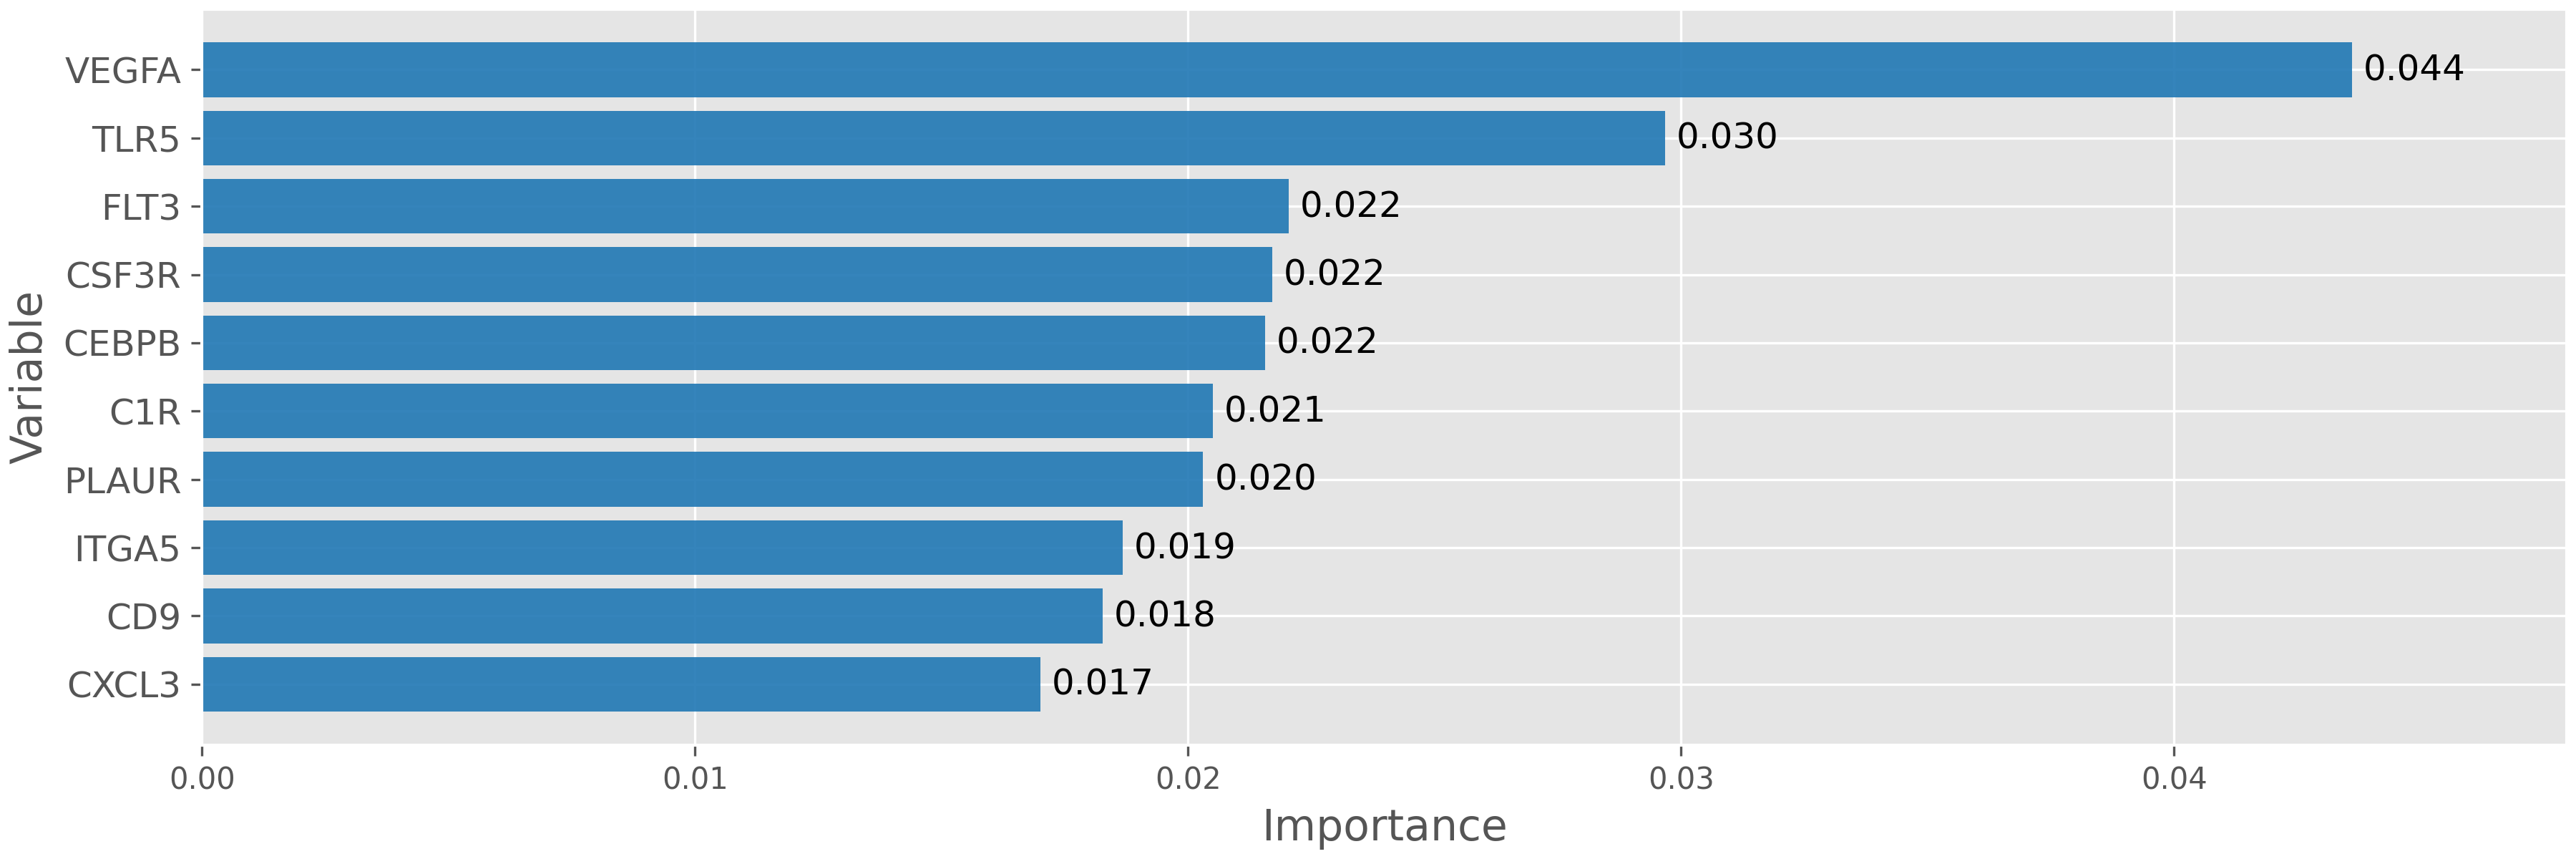 Variable
VEGFA 0.044
TLR5 0.030
FLT3 0.022
CSF3R 0.022
CEBPB 0.022
C1R 0.021
PLAUR 0.020
ITGA5 0.019
CD9 0.018
CXCL3 0.017
0.00 0.01 0.02 0.03 0.04
Importance